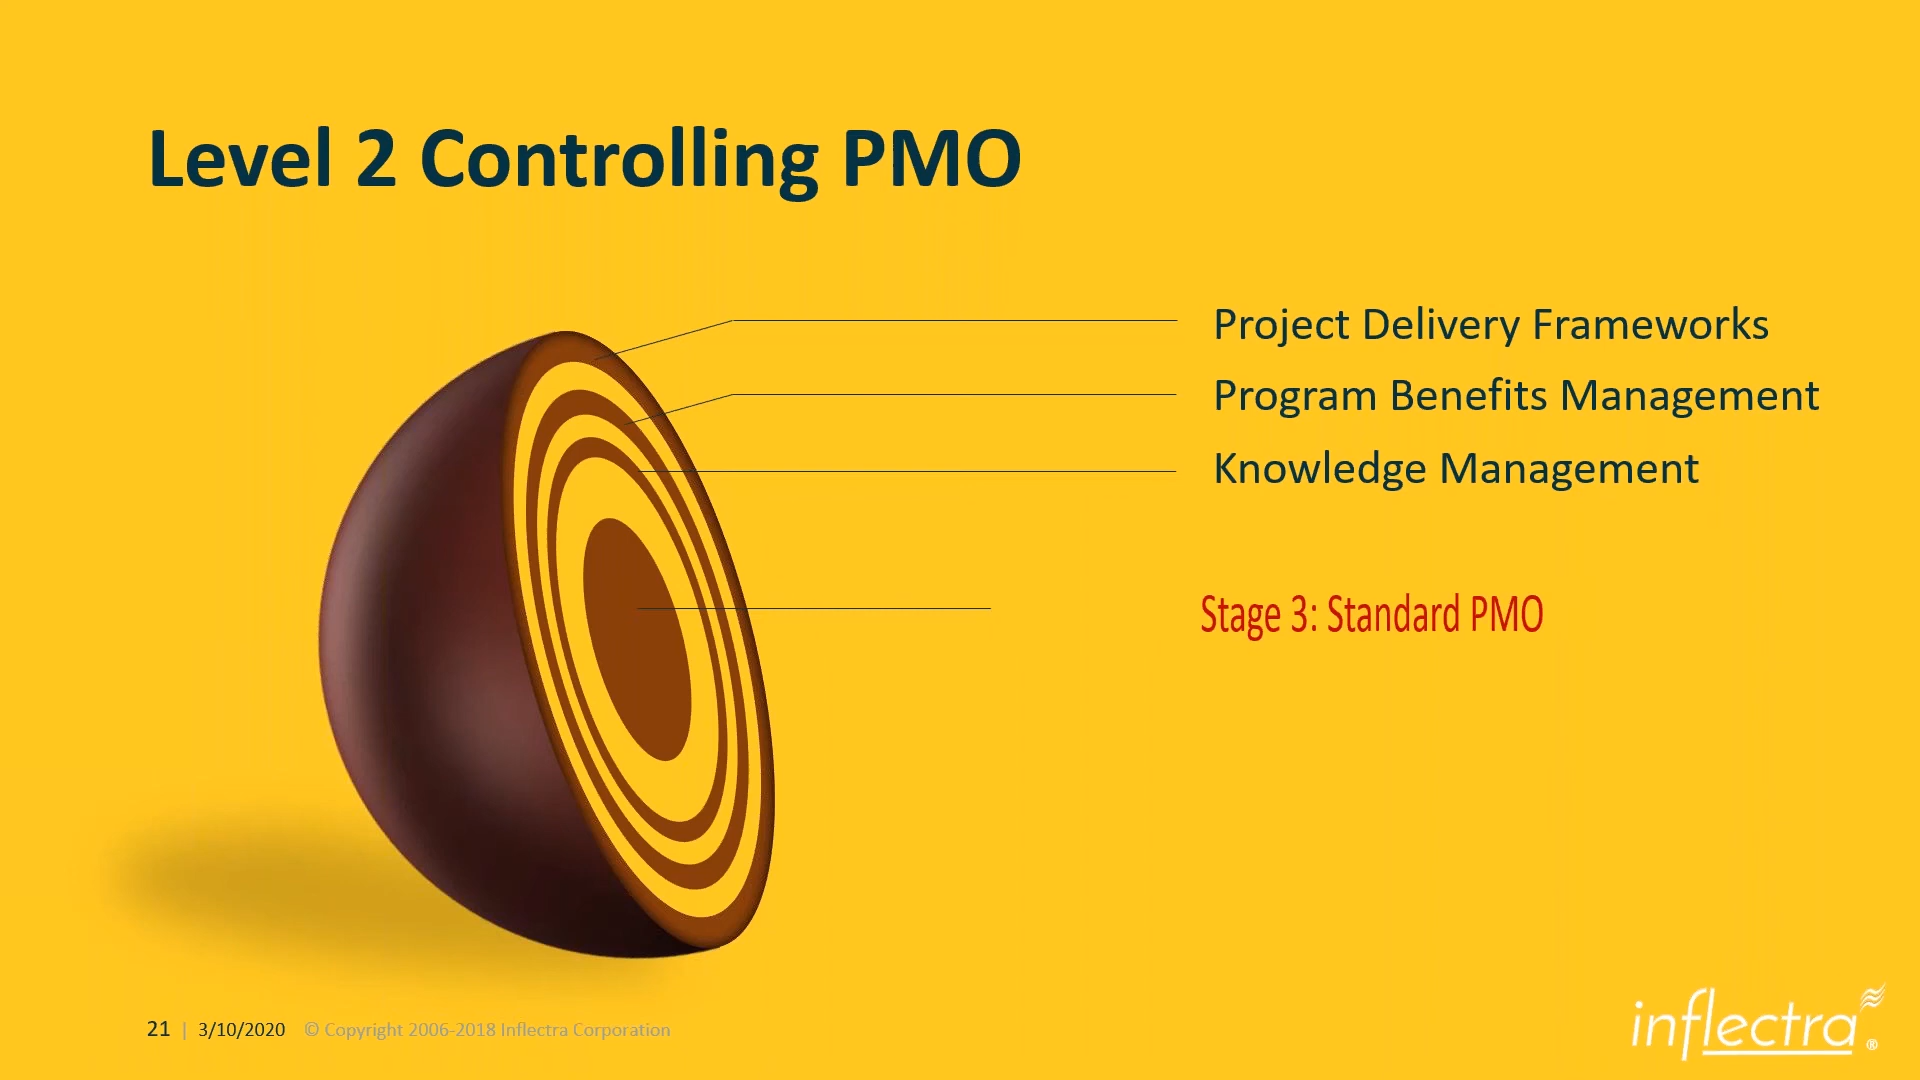 Level 2 Controlling PMO
Project Delivery Frameworks
Program Benefits Management
Knowledge Management
Stage 3: Standard PMO
21 | 3/10/2020 © Copyright 2006-2018 Inflectra Corporation
inflectra®